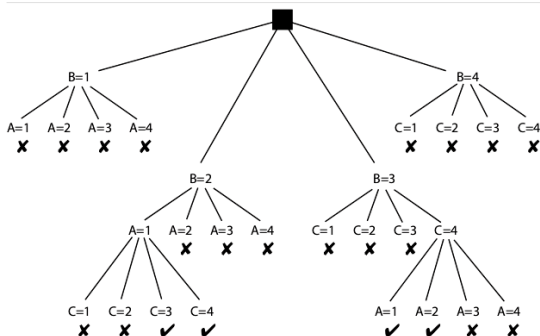 B=1 B=4
A=1 A=2 A=3 A=4 C=1 C=2 C=3 C=4
✘ ✘ ✘ ✘ ✘ ✘ ✘ ✘
B=2 B=3
A=1 A=2 A=3 A=4 C=1 C=2 C=3 C=4
✘ ✘ ✘ ✘ ✘ ✘
C=1 C=2 C=3 C=4 A=1 A=2 A=3 A=4
✘ ✘ ✔ ✔ ✔ ✔ ✘ ✘